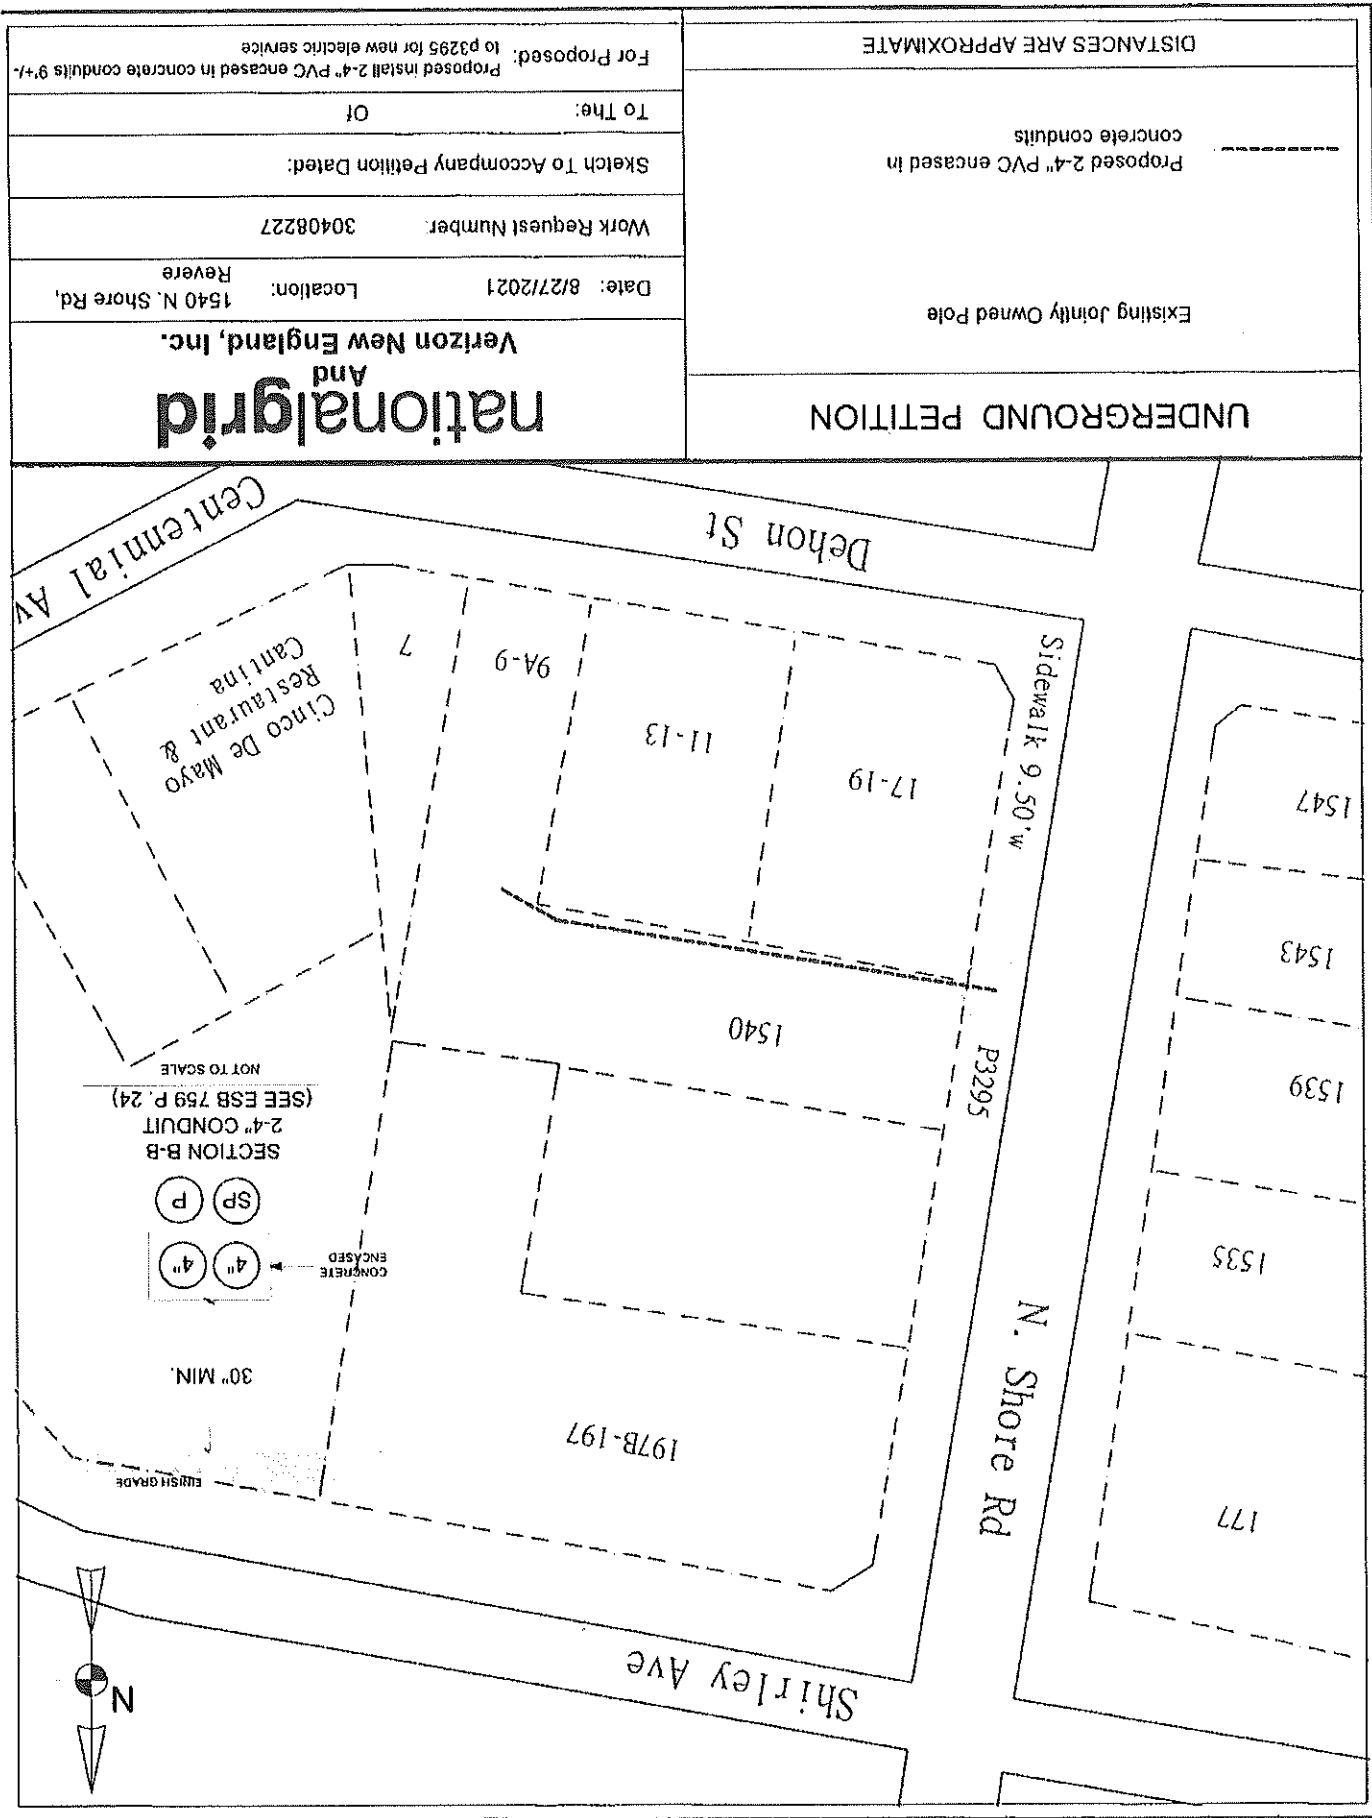 N
Shirley Ave
177
N. Shore Rd
197B-197
FINISH GRADE
30" MIN.
CONCRETE
ENCASED
4" 4"
SP P
SECTION B-B
2-4" CONDUIT
(SEE ESB 759 P. 24)
NOT TO SCALE
1535
1539
P3295
1540
1543
1547
Sidewalk 9.50'w
17-19
11-13
9A-9
7
Cinco De Mayo
Restaurant &
Cantina
Dehon St
Centennial Av
UNDERGROUND PETITION
Existing Jointly Owned Pole
Proposed 2-4" PVC encased in
concrete conduits
DISTANCES ARE APPROXIMATE
nationalgrid
And
Verizon New England, Inc.
Date: 8/27/2021 Location: 1540 N. Shore Rd,
Revere
Work Request Number: 30408227
Sketch To Accompany Petition Dated:
To The: Of
For Proposed: Proposed install 2-4" PVC encased in concrete conduits 9'+/-
to p3295 for new electric service